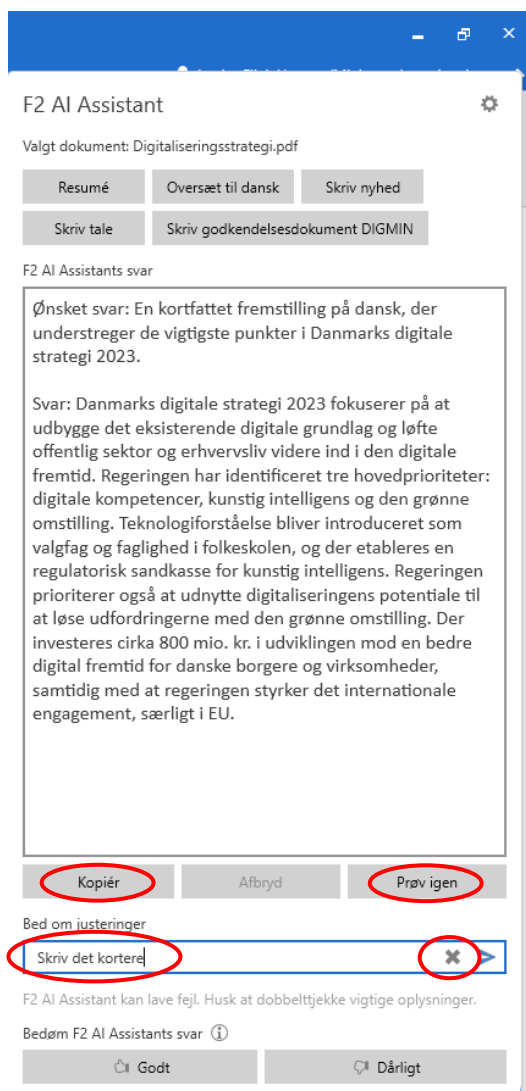 F2 AI Assistant
Valgt dokument: Digitaliseringsstrategi.pdf
Resumé
Oversæt til dansk
Skriv nyhed
Skriv tale
Skriv godkendelsesdokument DIGMIN
F2 AI Assistants svar
Ønsket svar: En kortfattet fremstilling på dansk, der
understreger de vigtigste punkter i Danmarks digitale
strategi 2023.
Svar: Danmarks digitale strategi 2023 fokuserer på at
udbygge det eksisterende digitale grundlag og løfte
offentlig sektor og erhvervsliv videre ind i den digitale
fremtid. Regeringen har identificeret tre hovedprioriteter:
digitale kompetencer, kunstig intelligens og den grønne
omstilling. Teknologiforståelse bliver introduceret som
valgfag og faglighed i folkeskolen, og der etableres en
regulatorisk sandkasse for kunstig intelligens. Regeringen
prioriterer også at udnytte digitaliseringens potentiale til
at løse udfordringerne med den grønne omstilling. Der
investeres cirka 800 mio. kr. i udviklingen mod en bedre
digital fremtid for danske borgere og virksomheder,
samtidig med at regeringen styrker det internationale
engagement, særligt i EU.
Kopiér
Afbryd
Prøv igen
Bed om justeringer
Skriv det kortere
F2 AI Assistant kan lave fejl. Husk at dobbelttjekke vigtige oplysninger.
Bedøm F2 AI Assistants svar
Godt
Dårligt